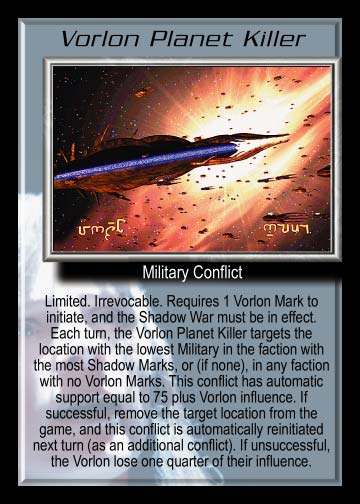 Vorlon Planet Killer
Military Conflict
Limited. Irrevocable. Requires 1 Vorlon Mark to
initiate, and the Shadow War must be in effect.
Each turn, the Vorlon Planet Killer targets the
location with the lowest Military in the faction with
the most Shadow Marks, or (if none), in any faction
with no Vorlon Marks. This conflict has automatic
support equal to 75 plus Vorlon influence. If
successful, remove the target location from the
game, and this conflict is automatically reinitiated
next turn (as an additional conflict). If unsuccessful,
the Vorlon lose one quarter of their influence.